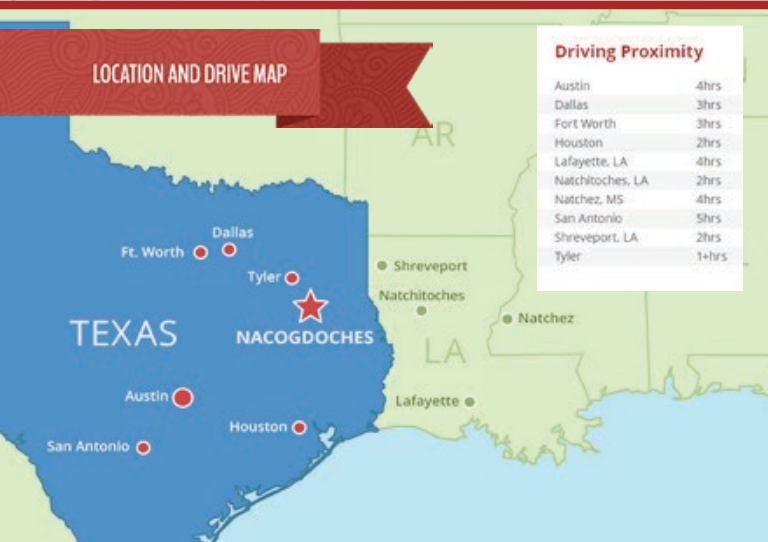 LOCATION AND DRIVE MAP
Driving Proximity
Austin 4hrs
Dallas 3hrs
Fort Worth 3hrs
Houston 2hrs
Lafayette, LA 4hrs
Natchitoches, LA 2hrs
Natchez, MS 4hrs
San Antonio 5hrs
Shreveport, LA 2hrs
Tyler 1+hrs
AR
Dallas
Ft. Worth
Tyler
Shreveport
Natchitoches
Natchez
TEXAS
NACOGDOCHES
LA
Austin
Lafayette
Houston
San Antonio